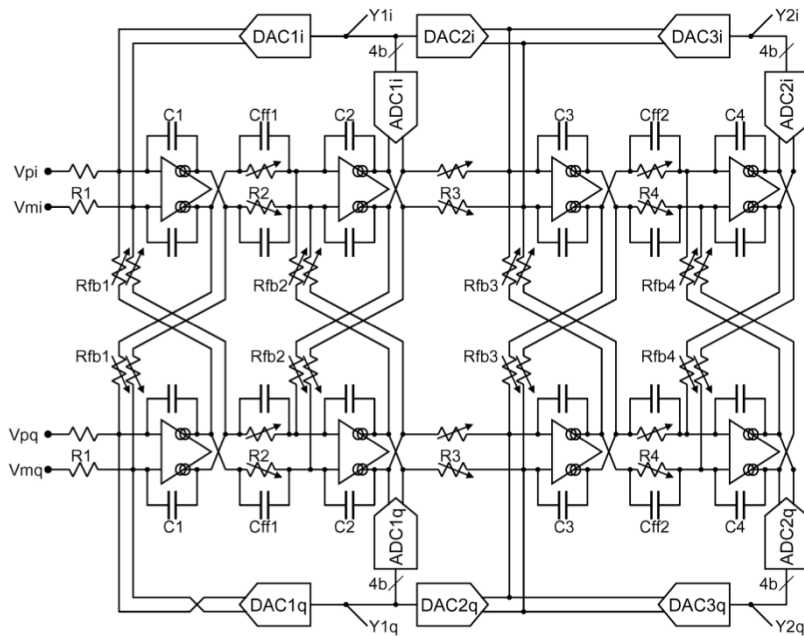 Y1i Y2i
DAC1i DAC2i DAC3i
4b 4b
ADC1i ADC2i
C1 Cff1 C2 C3 Cff2 C4
Vpi
Vmi R1 R2 R3 R4
Rfb1 Rfb2 Rfb3 Rfb4
Rfb1 Rfb2 Rfb3 Rfb4
Vpq
Vmq R1 R2 R3 R4
C1 Cff1 C2 C3 Cff2 C4
ADC1q ADC2q
4b 4b
DAC1q DAC2q DAC3q
Y1q Y2q